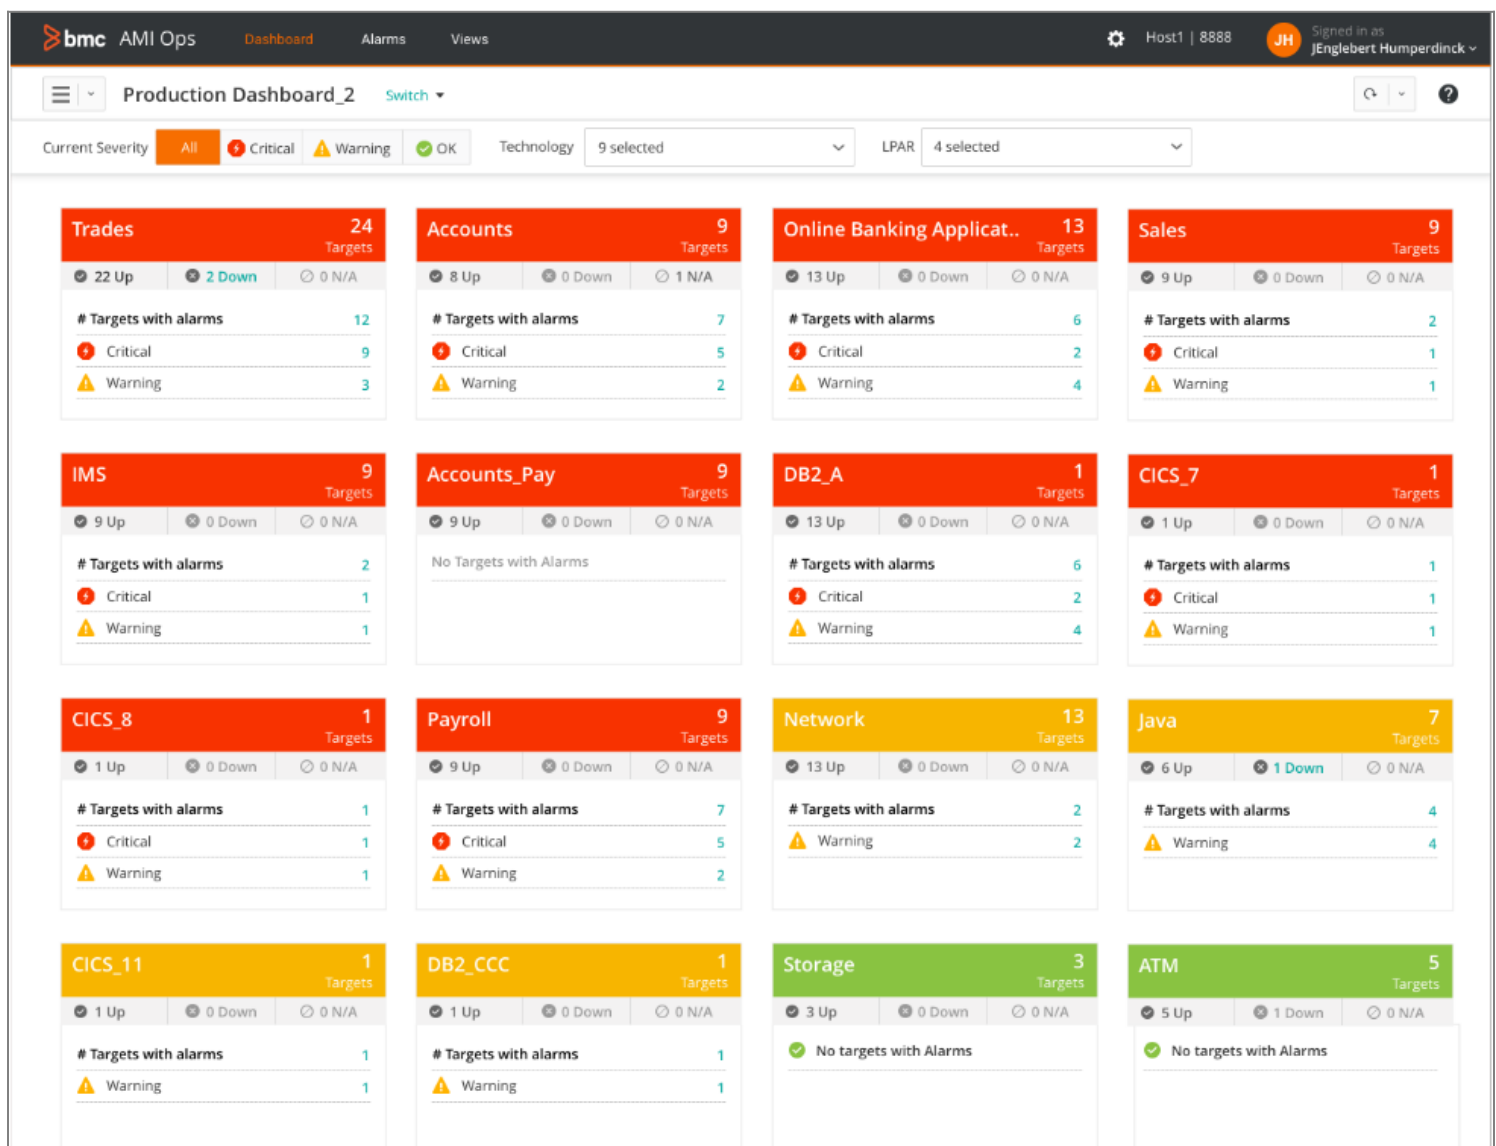 bmc AMI Ops Dashboard Alarms Views Host1 | 8888 JH Signed in as
JEnglebert Humperdinck
Production Dashboard_2 Switch
Current Severity All Critical Warning OK Technology 9 selected LPAR 4 selected
Trades 24 Accounts 9 Online Banking Applicat.. 13 Sales 9
Targets Targets Targets Targets
22 Up 2 Down 0 N/A 8 Up 0 Down 1 N/A 13 Up 0 Down 0 N/A 9 Up 0 Down 0 N/A
# Targets with alarms 12 # Targets with alarms 7 # Targets with alarms 6 # Targets with alarms 2
Critical 9 Critical 5 Critical 2 Critical 1
Warning 3 Warning 2 Warning 4 Warning 1
IMS 9 Accounts_Pay 9 DB2_A 1 CICS_7 1
Targets Targets Targets Targets
9 Up 0 Down 0 N/A 9 Up 0 Down 0 N/A 13 Up 0 Down 0 N/A 1 Up 0 Down 0 N/A
# Targets with alarms 2 No Targets with Alarms # Targets with alarms 6 # Targets with alarms 1
Critical 1 Critical 2 Critical 1
Warning 1 Warning 4 Warning 1
CICS_8 1 Payroll 9 Network 13 Java 7
Targets Targets Targets Targets
1 Up 0 Down 0 N/A 9 Up 0 Down 0 N/A 13 Up 0 Down 0 N/A 6 Up 1 Down 0 N/A
# Targets with alarms 1 # Targets with alarms 7 # Targets with alarms 2 # Targets with alarms 4
Critical 1 Critical 5 Warning 2 Warning 4
Warning 1 Warning 2
CICS_11 1 DB2_CCC 1 Storage 3 ATM 5
Targets Targets Targets Targets
1 Up 0 Down 0 N/A 1 Up 0 Down 0 N/A 3 Up 0 Down 0 N/A 5 Up 1 Down 0 N/A
# Targets with alarms 1 # Targets with alarms 1 No targets with Alarms No targets with Alarms
Warning 1 Warning 1